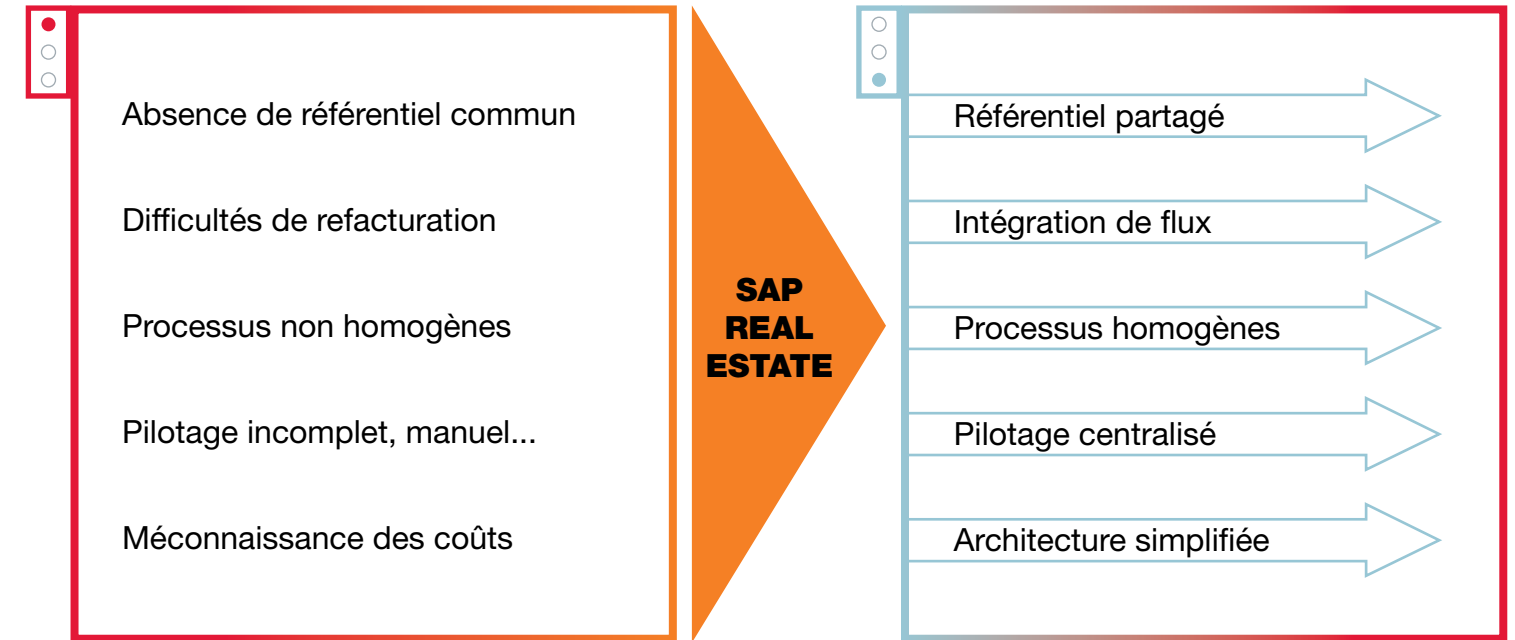 Absence de référentiel commun
Difficultés de refacturation
Processus non homogènes
Pilotage incomplet, manuel...
Méconnaissance des coûts
SAP
REAL
ESTATE
Référentiel partagé
Intégration de flux
Processus homogènes
Pilotage centralisé
Architecture simplifiée